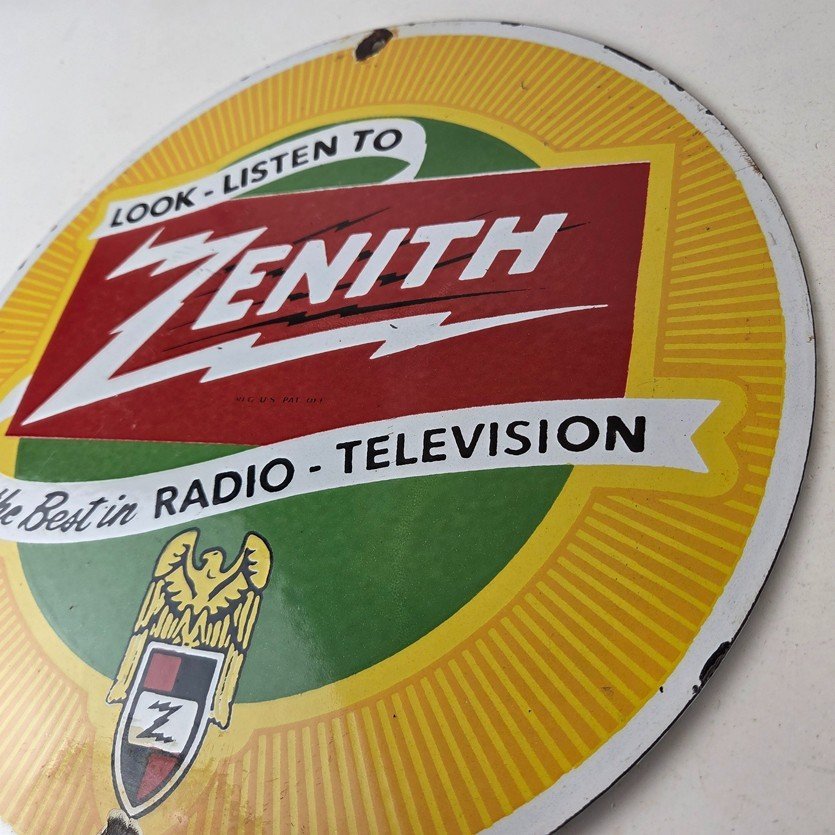 LOOK - LISTEN TO
ZENITH
REG. U.S. PAT. OFF.
the Best in RADIO - TELEVISION
Z